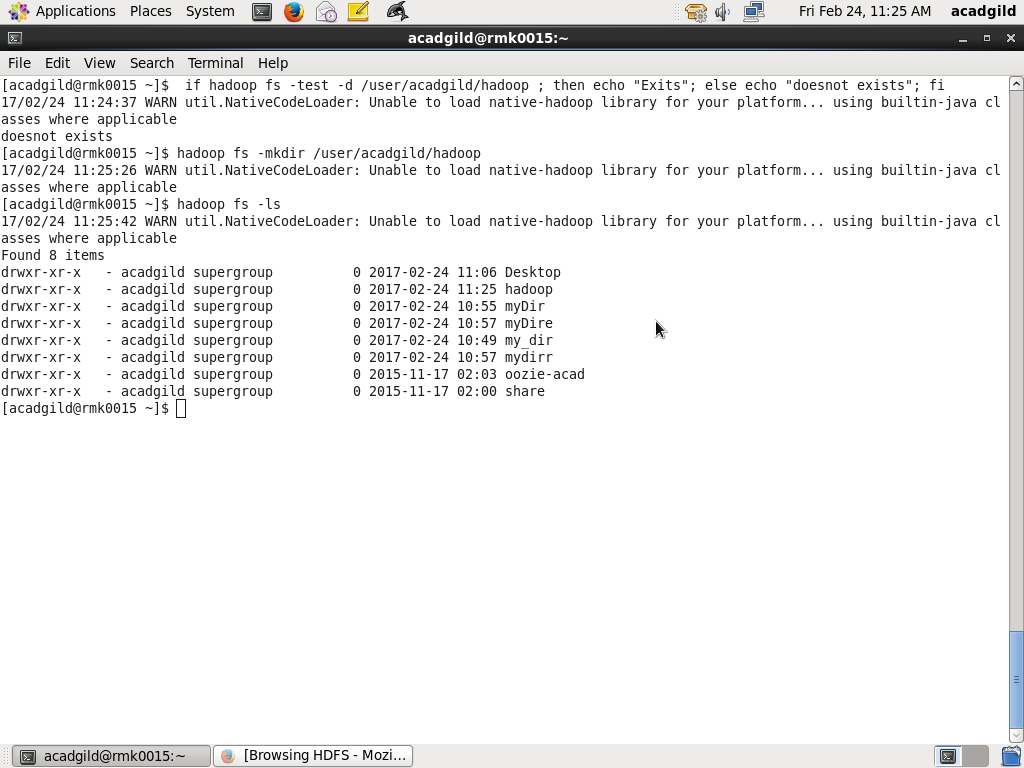 Applications Places System Fri Feb 24, 11:25 AM acadgild
acadgild@rmk0015:~
File Edit View Search Terminal Help
[acadgild@rmk0015 ~]$  if hadoop fs -test -d /user/acadgild/hadoop ; then echo "Exits"; else echo "doesnot exists"; fi
17/02/24 11:24:37 WARN util.NativeCodeLoader: Unable to load native-hadoop library for your platform... using builtin-java cl
asses where applicable
doesnot exists
[acadgild@rmk0015 ~]$ hadoop fs -mkdir /user/acadgild/hadoop
17/02/24 11:25:26 WARN util.NativeCodeLoader: Unable to load native-hadoop library for your platform... using builtin-java cl
asses where applicable
[acadgild@rmk0015 ~]$ hadoop fs -ls
17/02/24 11:25:42 WARN util.NativeCodeLoader: Unable to load native-hadoop library for your platform... using builtin-java cl
asses where applicable
Found 8 items
drwxr-xr-x   - acadgild supergroup          0 2017-02-24 11:06 Desktop
drwxr-xr-x   - acadgild supergroup          0 2017-02-24 11:25 hadoop
drwxr-xr-x   - acadgild supergroup          0 2017-02-24 10:55 myDir
drwxr-xr-x   - acadgild supergroup          0 2017-02-24 10:57 myDire
drwxr-xr-x   - acadgild supergroup          0 2017-02-24 10:49 my_dir
drwxr-xr-x   - acadgild supergroup          0 2017-02-24 10:57 mydirr
drwxr-xr-x   - acadgild supergroup          0 2015-11-17 02:03 oozie-acad
drwxr-xr-x   - acadgild supergroup          0 2015-11-17 02:00 share
[acadgild@rmk0015 ~]$
acadgild@rmk0015:~ [Browsing HDFS - Mozi...